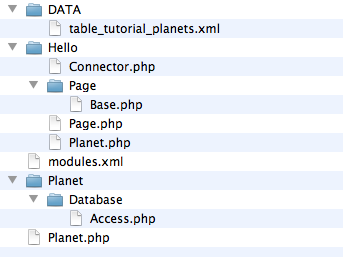 DATA
table_tutorial_planets.xml
Hello
Connector.php
Page
Base.php
Page.php
Planet.php
modules.xml
Planet
Database
Access.php
Planet.php